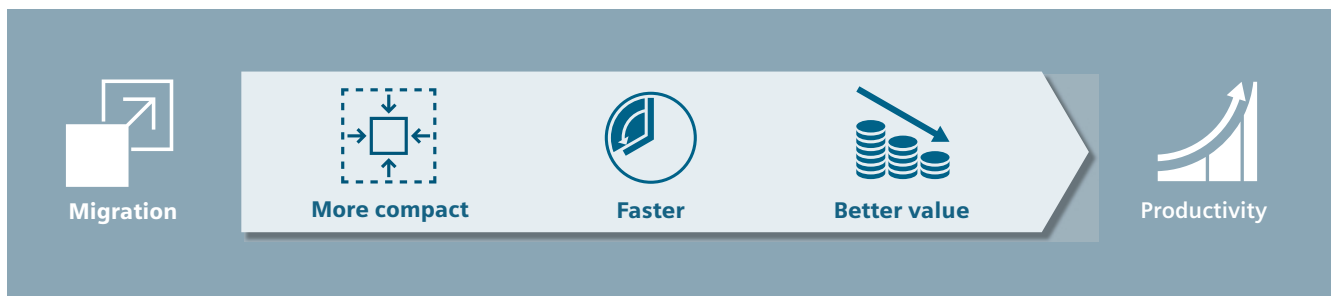 Migration
More compact
Faster
Better value
Productivity